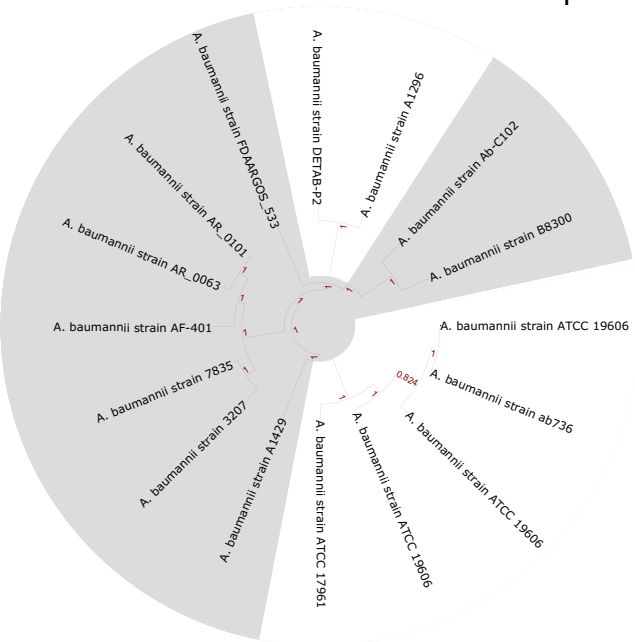 A. baumannii strain DETAB-P2
A. baumannii strain A1296
A. baumannii strain Ab-C102
A. baumannii strain B8300
A. baumannii strain ATCC 19606
A. baumannii strain ab736
A. baumannii strain ATCC 19606
A. baumannii strain ATCC 19606
A. baumannii strain ATCC 17961
A. baumannii strain A1429
A. baumannii strain 3207
A. baumannii strain 7835
A. baumannii strain AF-401
A. baumannii strain AR_0063
A. baumannii strain AR_0101
A. baumannii strain FDAARGOS_533
1
1
1
1
1
1
1
1
1
1
1
1
0.824
1
1